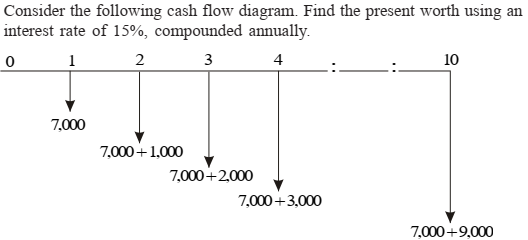 Consider the following cash flow diagram. Find the present worth using an
interest rate of 15%, compounded annually.
0 1 2 3 4 : : 10
7,000
7,000+1,000
7,000+2,000
7,000+3,000
7,000+9,000